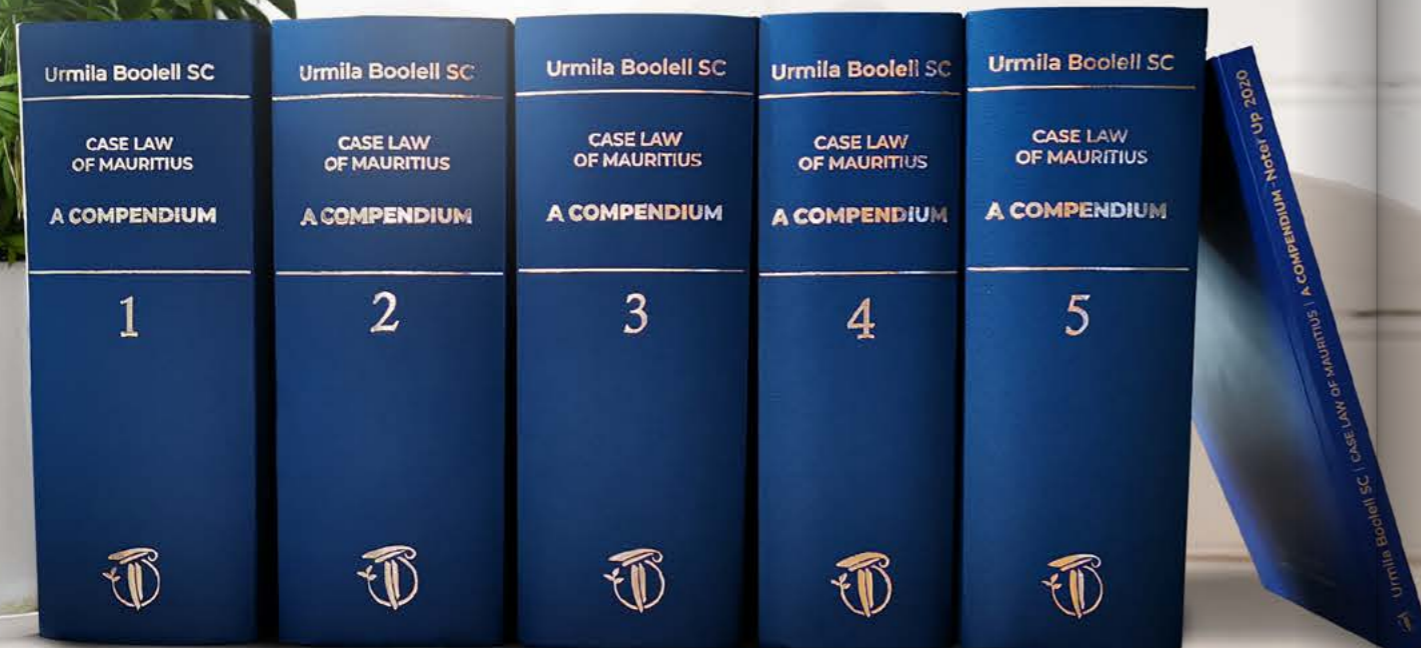 Urmila Boolell SC
CASE LAW
OF MAURITIUS
A COMPENDIUM
1
Urmila Boolell SC
CASE LAW
OF MAURITIUS
A COMPENDIUM
2
Urmila Boolell SC
CASE LAW
OF MAURITIUS
A COMPENDIUM
3
Urmila Boolell SC
CASE LAW
OF MAURITIUS
A COMPENDIUM
4
Urmila Boolell SC
CASE LAW
OF MAURITIUS
A COMPENDIUM
5
Urmila Boolell SC | CASE LAW OF MAURITIUS | A COMPENDIUM - Noter Up 2020